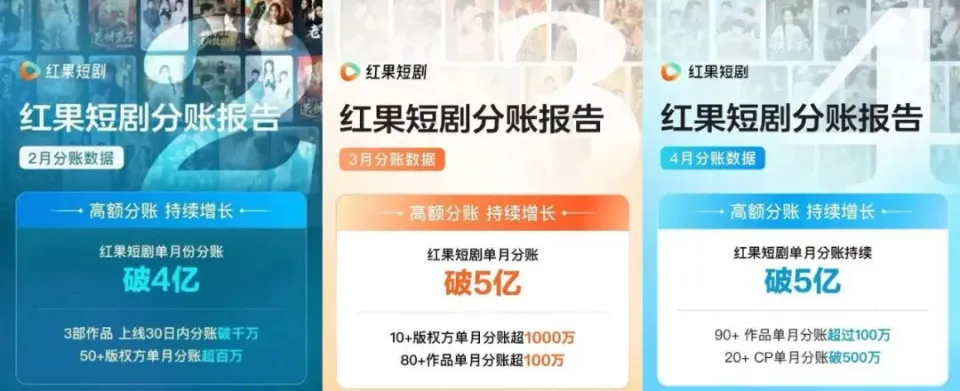 红果短剧
红果短剧分账报告
2月分账数据
高额分账 持续增长
红果短剧单月份分账
破4亿
3部作品 上线30日内分账破千万
50+版权方单月分账超百万
红果短剧
红果短剧分账报告
3月分账数据
高额分账 持续增长
红果短剧单月分账
破5亿
10+版权方单月分账超1000万
80+作品单月分账超100万
红果短剧
红果短剧分账报告
4月分账数据
高额分账 持续增长
红果短剧单月分账持续
破5亿
90+ 作品单月分账超过100万
20+ CP单月分账破500万